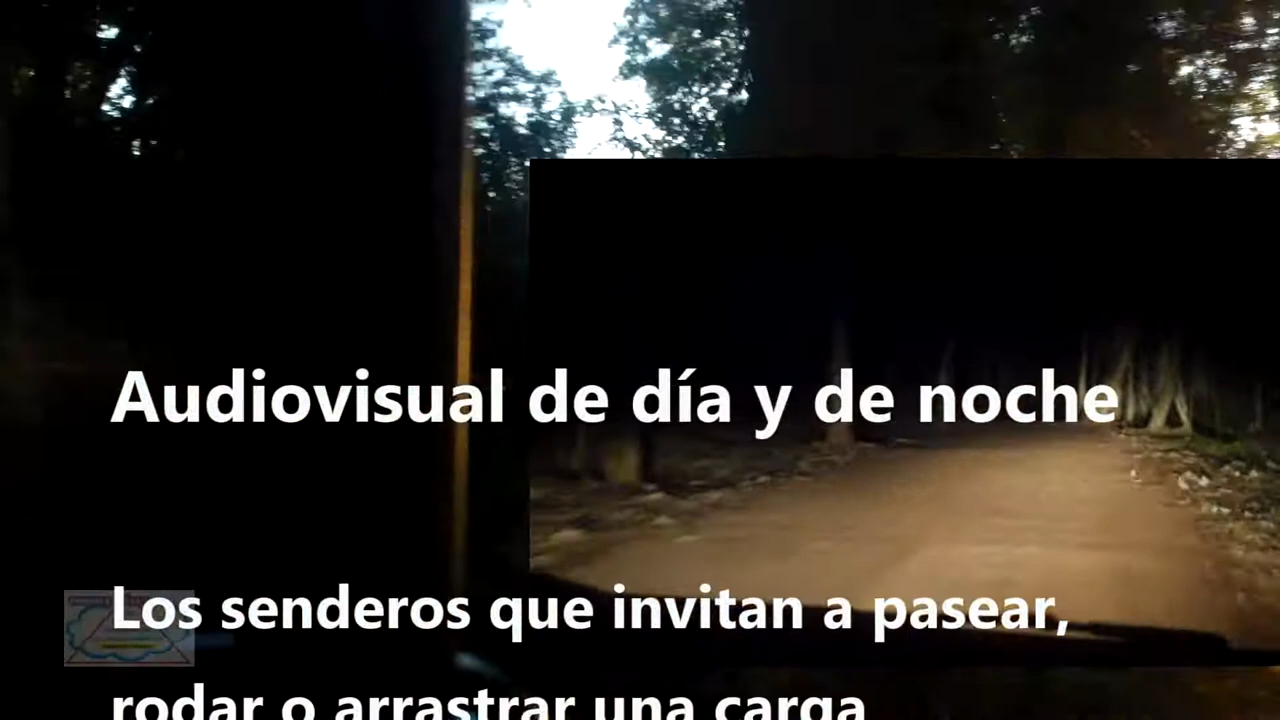 Audiovisual de día y de noche
Los senderos que invitan a pasear,
rodar o arrastrar una carga